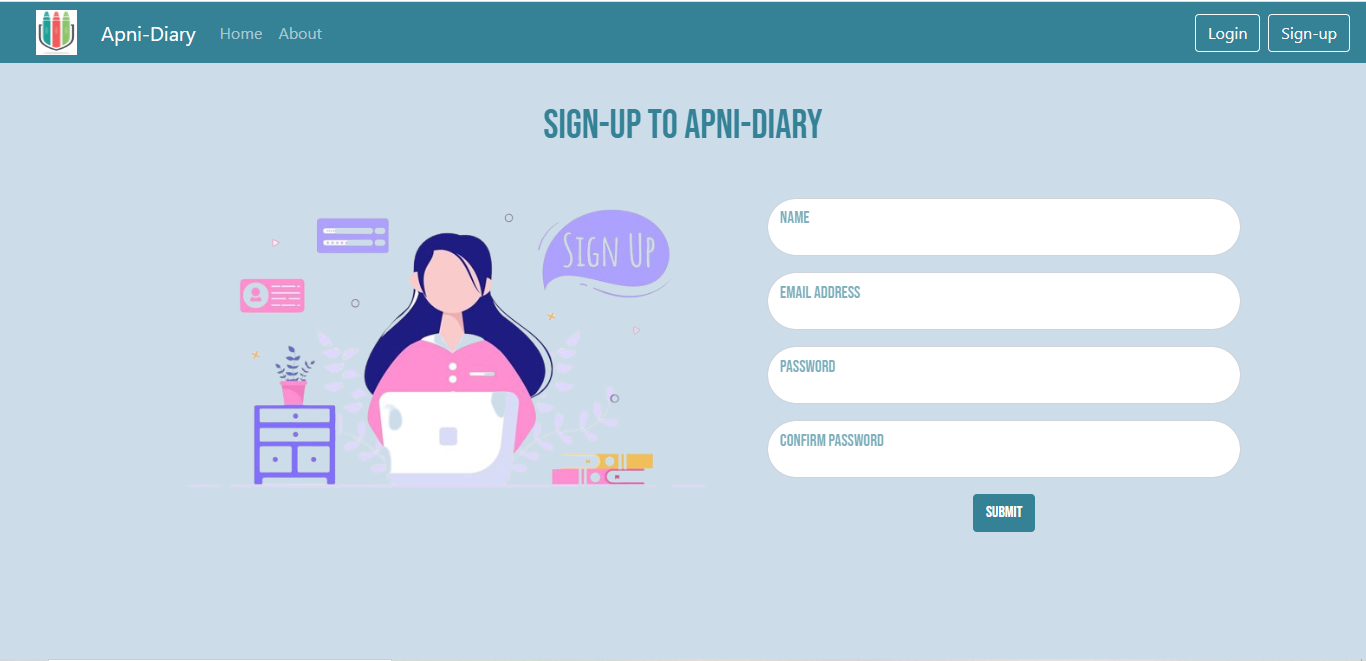 Apni-Diary Home About Login Sign-up
SIGN-UP TO APNI-DIARY
SIGN UP
NAME
EMAIL ADDRESS
PASSWORD
CONFIRM PASSWORD
SUBMIT